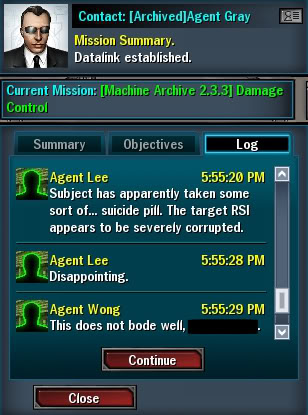 Contact: [Archived]Agent Gray
Mission Summary.
Datalink established.
Current Mission: [Machine Archive 2.3.3] Damage
Control
Summary
Objectives
Log
Agent Lee 5:55:20 PM
Subject has apparently taken some
sort of... suicide pill. The target RSI
appears to be severely corrupted.
Agent Lee 5:55:28 PM
Disappointing.
Agent Wong 5:55:29 PM
This does not bode well, .
Continue
Close